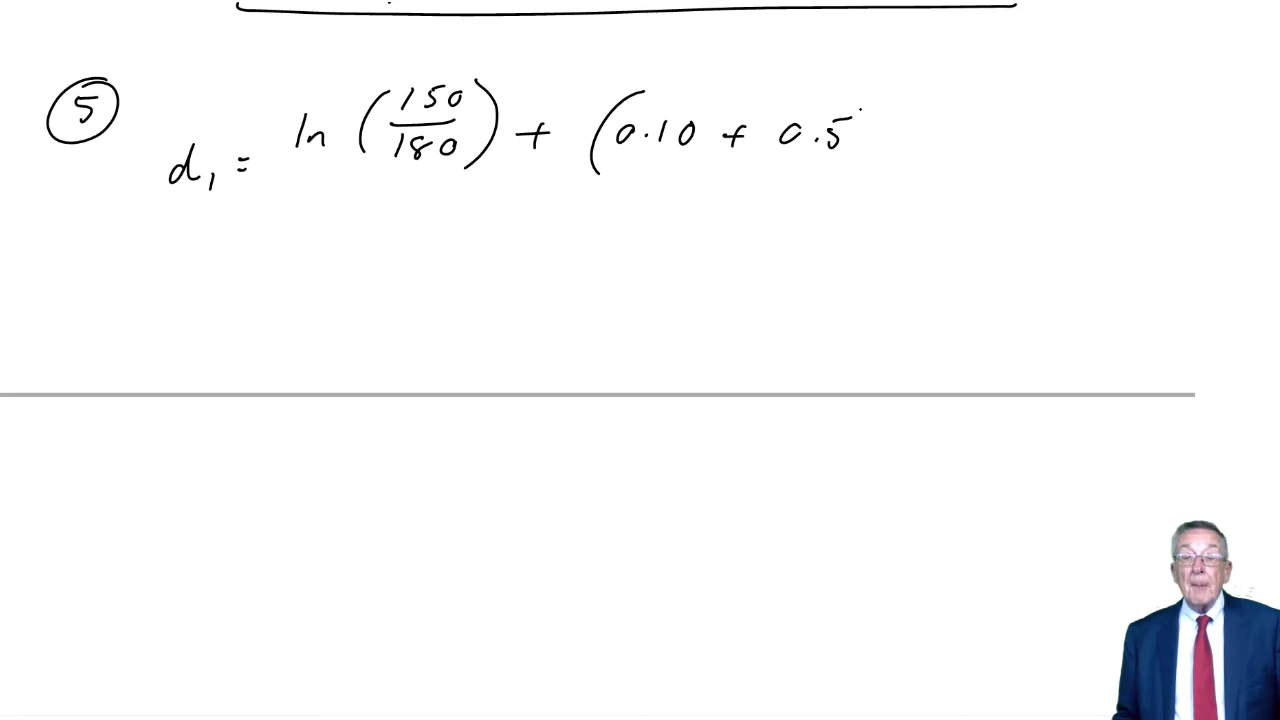 5
d₁ = ln (150/180) + (0.10 + 0.5